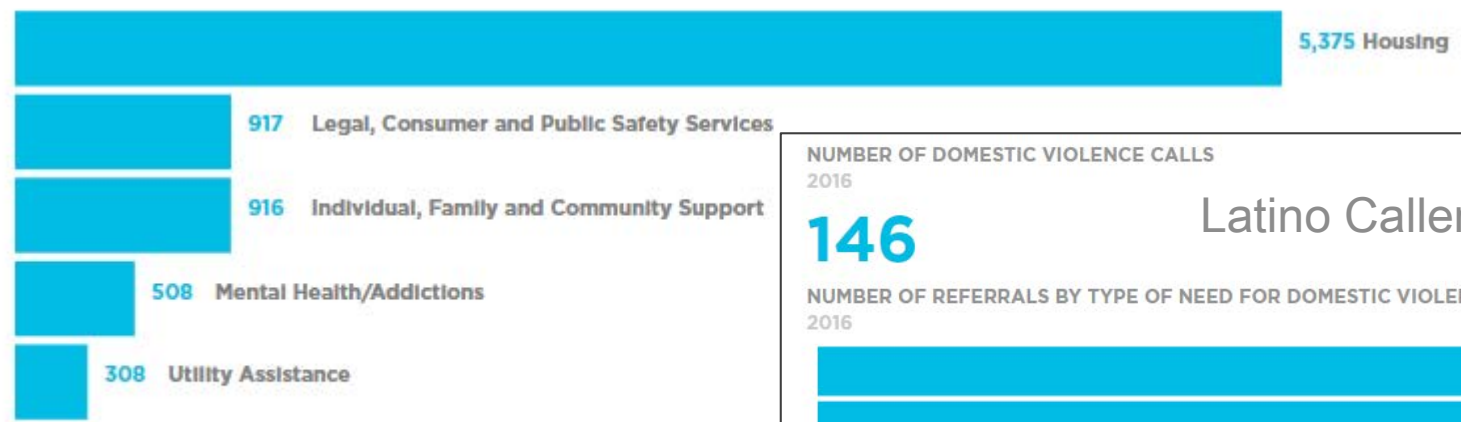 5,375 Housing
917 Legal, Consumer and Public Safety Services
916 Individual, Family and Community Support
508 Mental Health/Addictions
308 Utility Assistance
NUMBER OF DOMESTIC VIOLENCE CALLS
2016
146
Latino
NUMBER OF REFERRALS BY TYPE OF NEED FOR DOMESTIC
2016